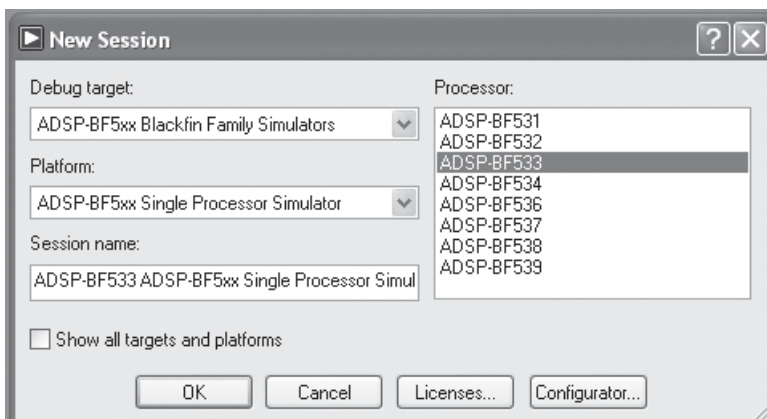 New Session
Debug target:
ADSP-BF5xx Blackfin Family Simulators
Platform:
ADSP-BF5xx Single Processor Simulator
Session name:
ADSP-BF533 ADSP-BF5xx Single Processor Simul
Show all targets and platforms
Processor:
ADSP-BF531
ADSP-BF532
ADSP-BF533
ADSP-BF534
ADSP-BF536
ADSP-BF537
ADSP-BF538
ADSP-BF539
OK Cancel Licenses... Configurator...